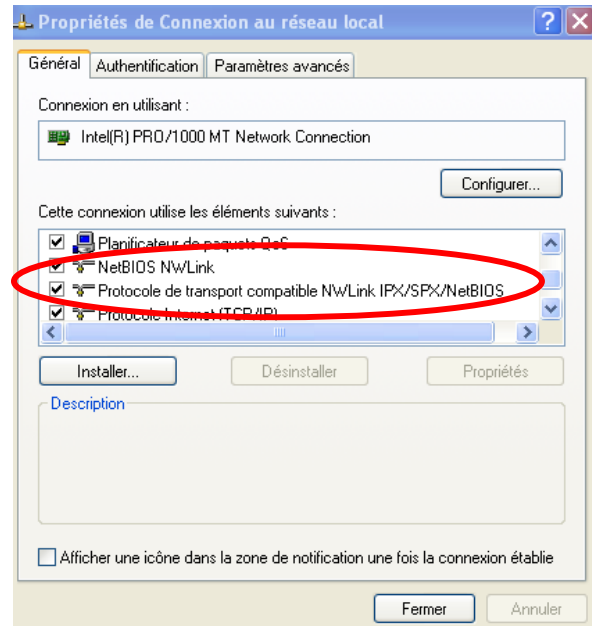 Propriétés de Connexion au réseau local
Général Authentification Paramètres avancés
Connexion en utilisant :
Intel(R) PRO/1000 MT Network Connection
Configurer...
Cette connexion utilise les éléments suivants :
Planificateur de paquets QoS
NetBIOS NWLink
Protocole de transport compatible NWLink IPX/SPX/NetBIOS
Protocole Internet (TCP/IP)
Installer... Désinstaller Propriétés
Description
Afficher une icône dans la zone de notification une fois la connexion établie
Fermer Annuler